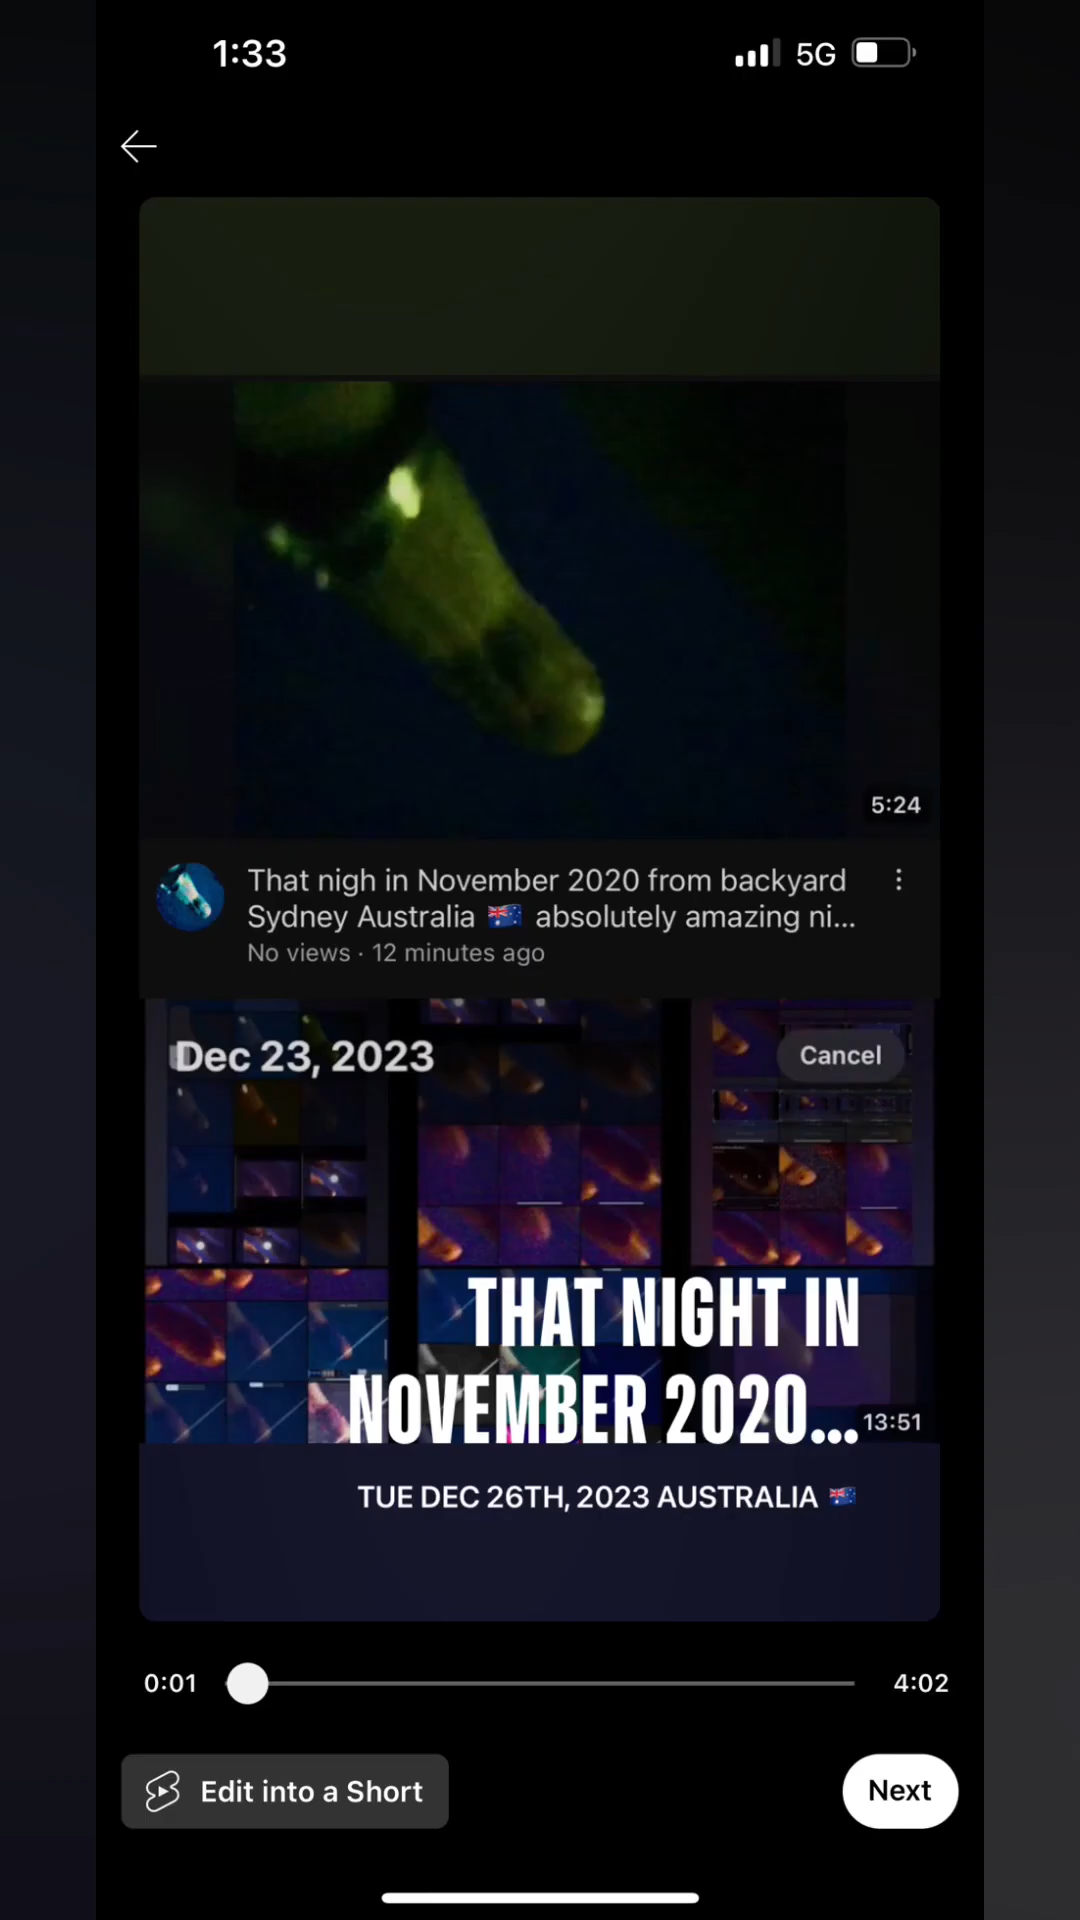 1:33
5G
5:24
That nigh in November 2020 from backyard
Sydney Australia 🇦🇺 absolutely amazing ni...
No views · 12 minutes ago
Dec 23, 2023
Cancel
THAT NIGHT IN
NOVEMBER 2020...
13:51
TUE DEC 26TH, 2023 AUSTRALIA 🇦🇺
0:01
4:02
Edit into a Short
Next